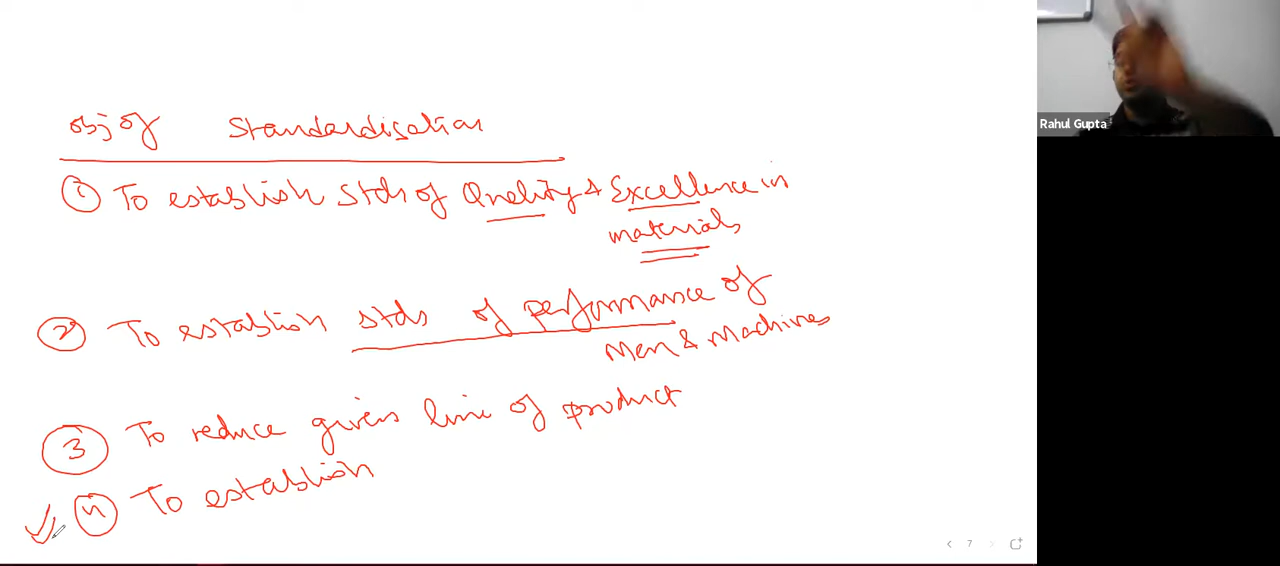 obj of Standardisation
① To establish Stds of Quality & Excellence in
materials
② To establish stds of performance of
Men & Machines
③ To reduce given line of product
④ To establish
Rahul Gupta
7